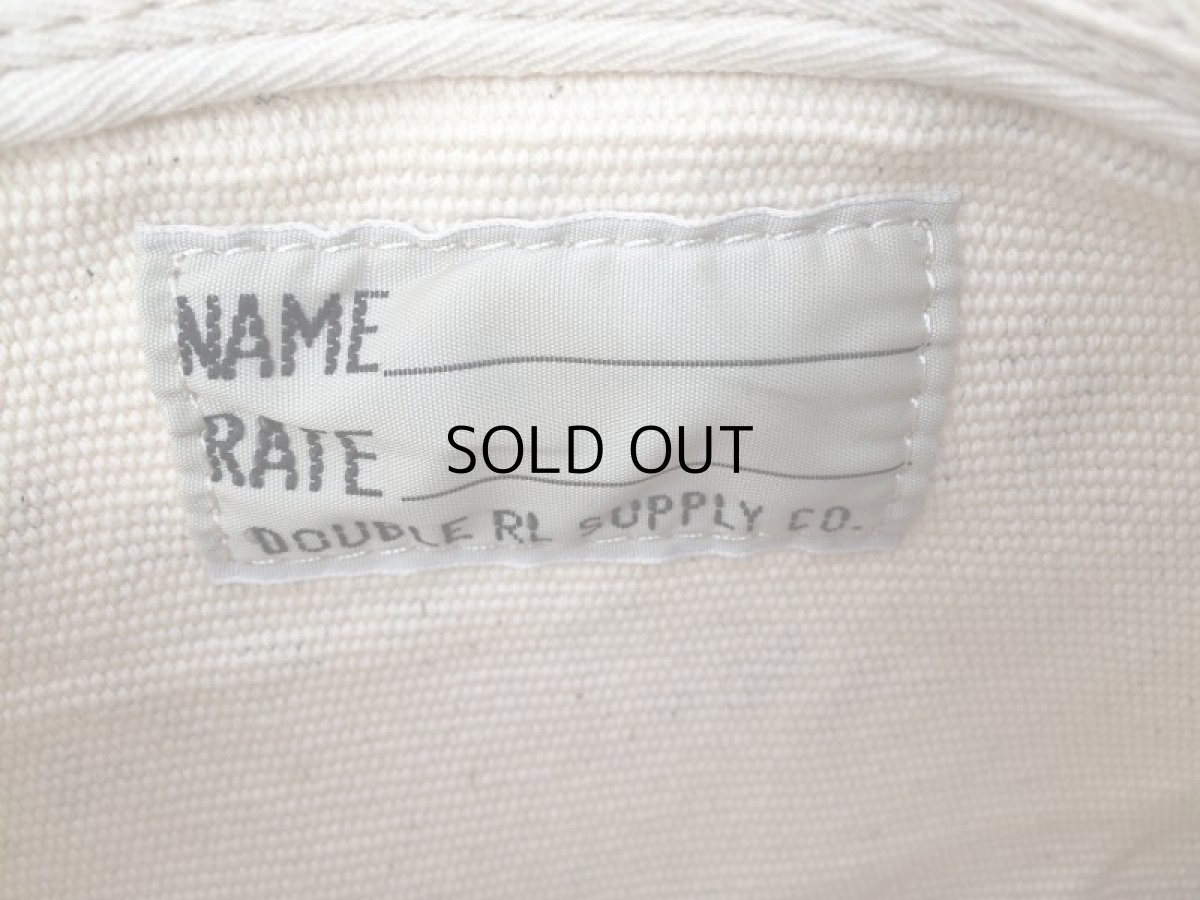 NAME
RATE
SOLD OUT
DOUBLE RL SUPPLY CO.